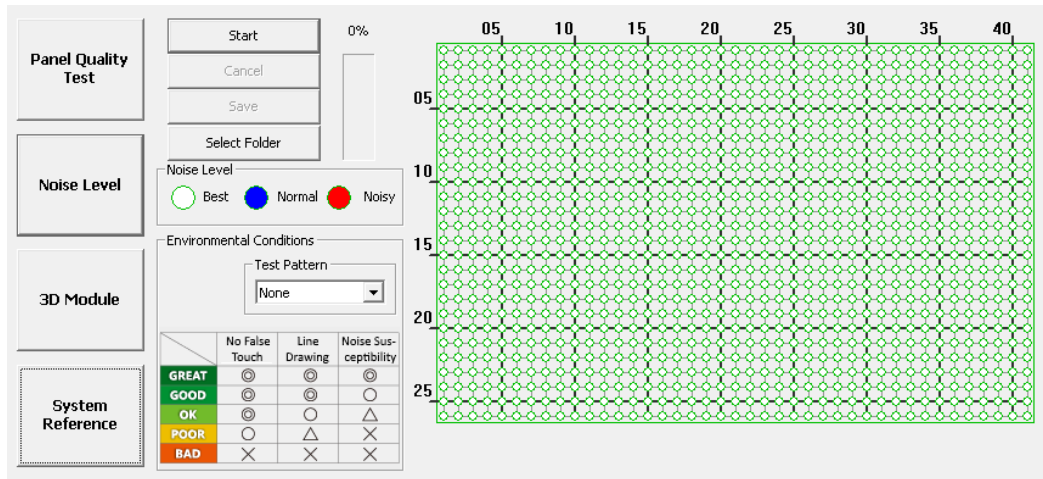 Panel Quality
Test
Noise Level
3D Module
System
Reference
Start
0%
Cancel
Save
Select Folder
Noise Level
Best
Normal
Noisy
Environmental Conditions
Test Pattern
None
No False
Touch
Line
Drawing
Noise Sus-
ceptibility
GREAT ◎ ◎ ◎
GOOD ◎ ◎ ○
OK ◎ ○ △
POOR ○ △ ✕
BAD ✕ ✕ ✕
05 10 15 20 25 30 35 40
05
10
15
20
25